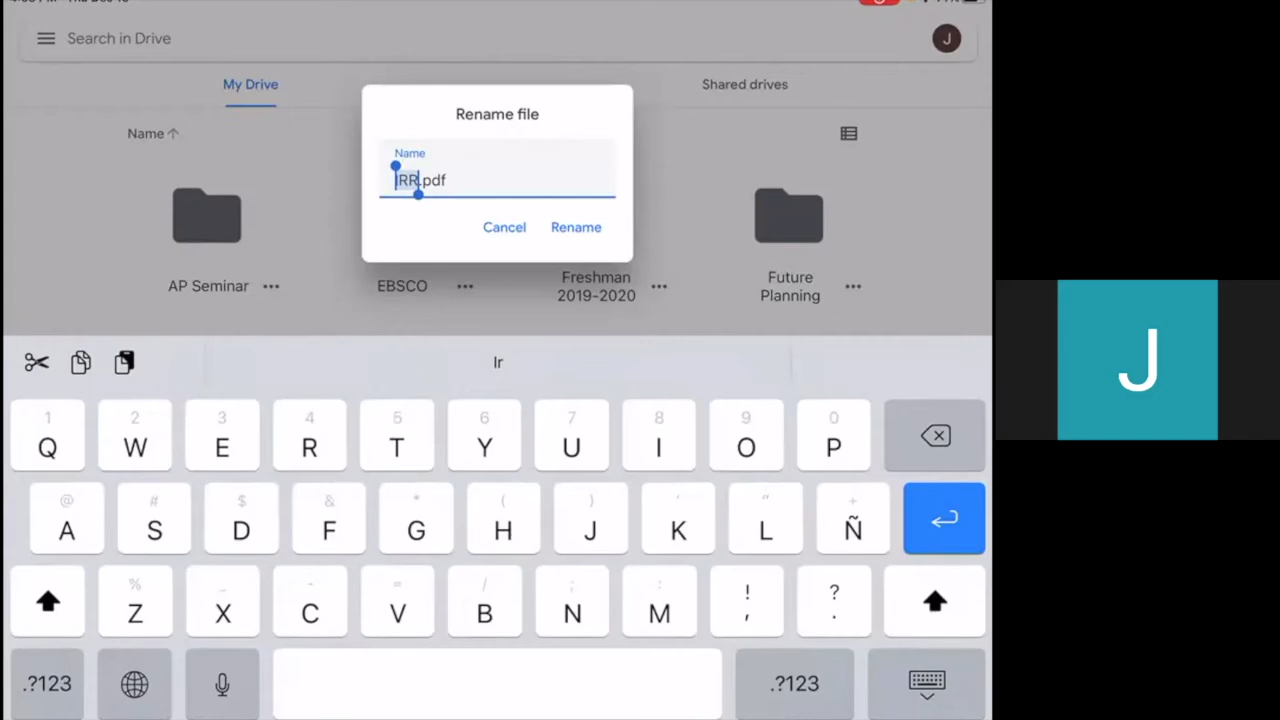 Search in Drive
J
My Drive
Shared drives
Name
Rename file
Name
IRR.pdf
Cancel
Rename
AP Seminar
EBSCO
Freshman
2019-2020
Future
Planning
Ir
1 2 3 4 5 6 7 8 9 0
Q W E R T Y U I O P
@ # $ & * ( ) ' " +
A S D F G H J K L Ñ
% _ - = / ; : ! ?
Z X C V B N M , .
.?123
.?123
J